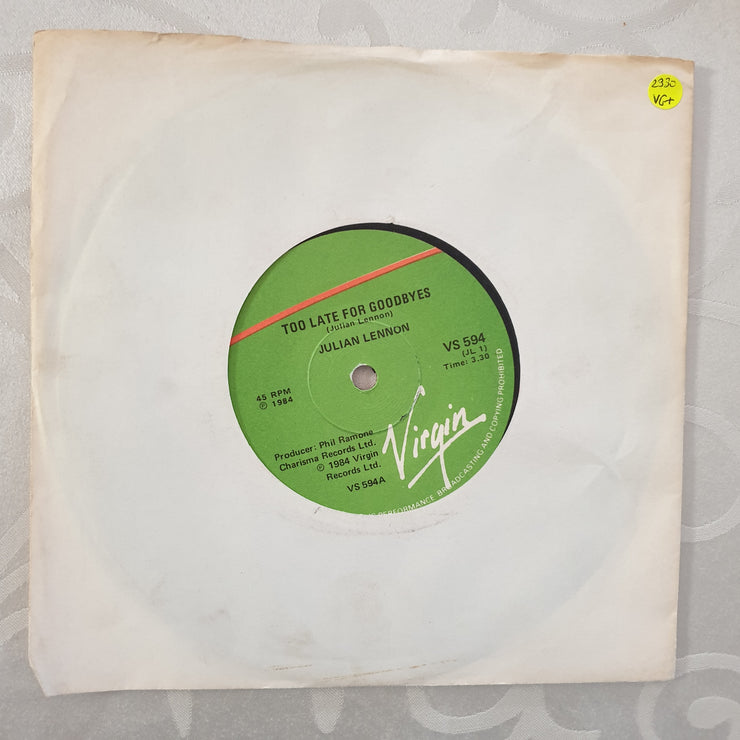 2930
VG+
TOO LATE FOR GOODBYES
(Julian Lennon)
JULIAN LENNON
VS 594
(JL 1)
Time: 3.30
45 RPM
℗ 1984
Producer: Phil Ramone
Charisma Records Ltd.
℗ 1984 Virgin
Records Ltd.
VS 594A
Virgin
PERFORMANCE BROADCASTING AND COPYING PROHIBITED